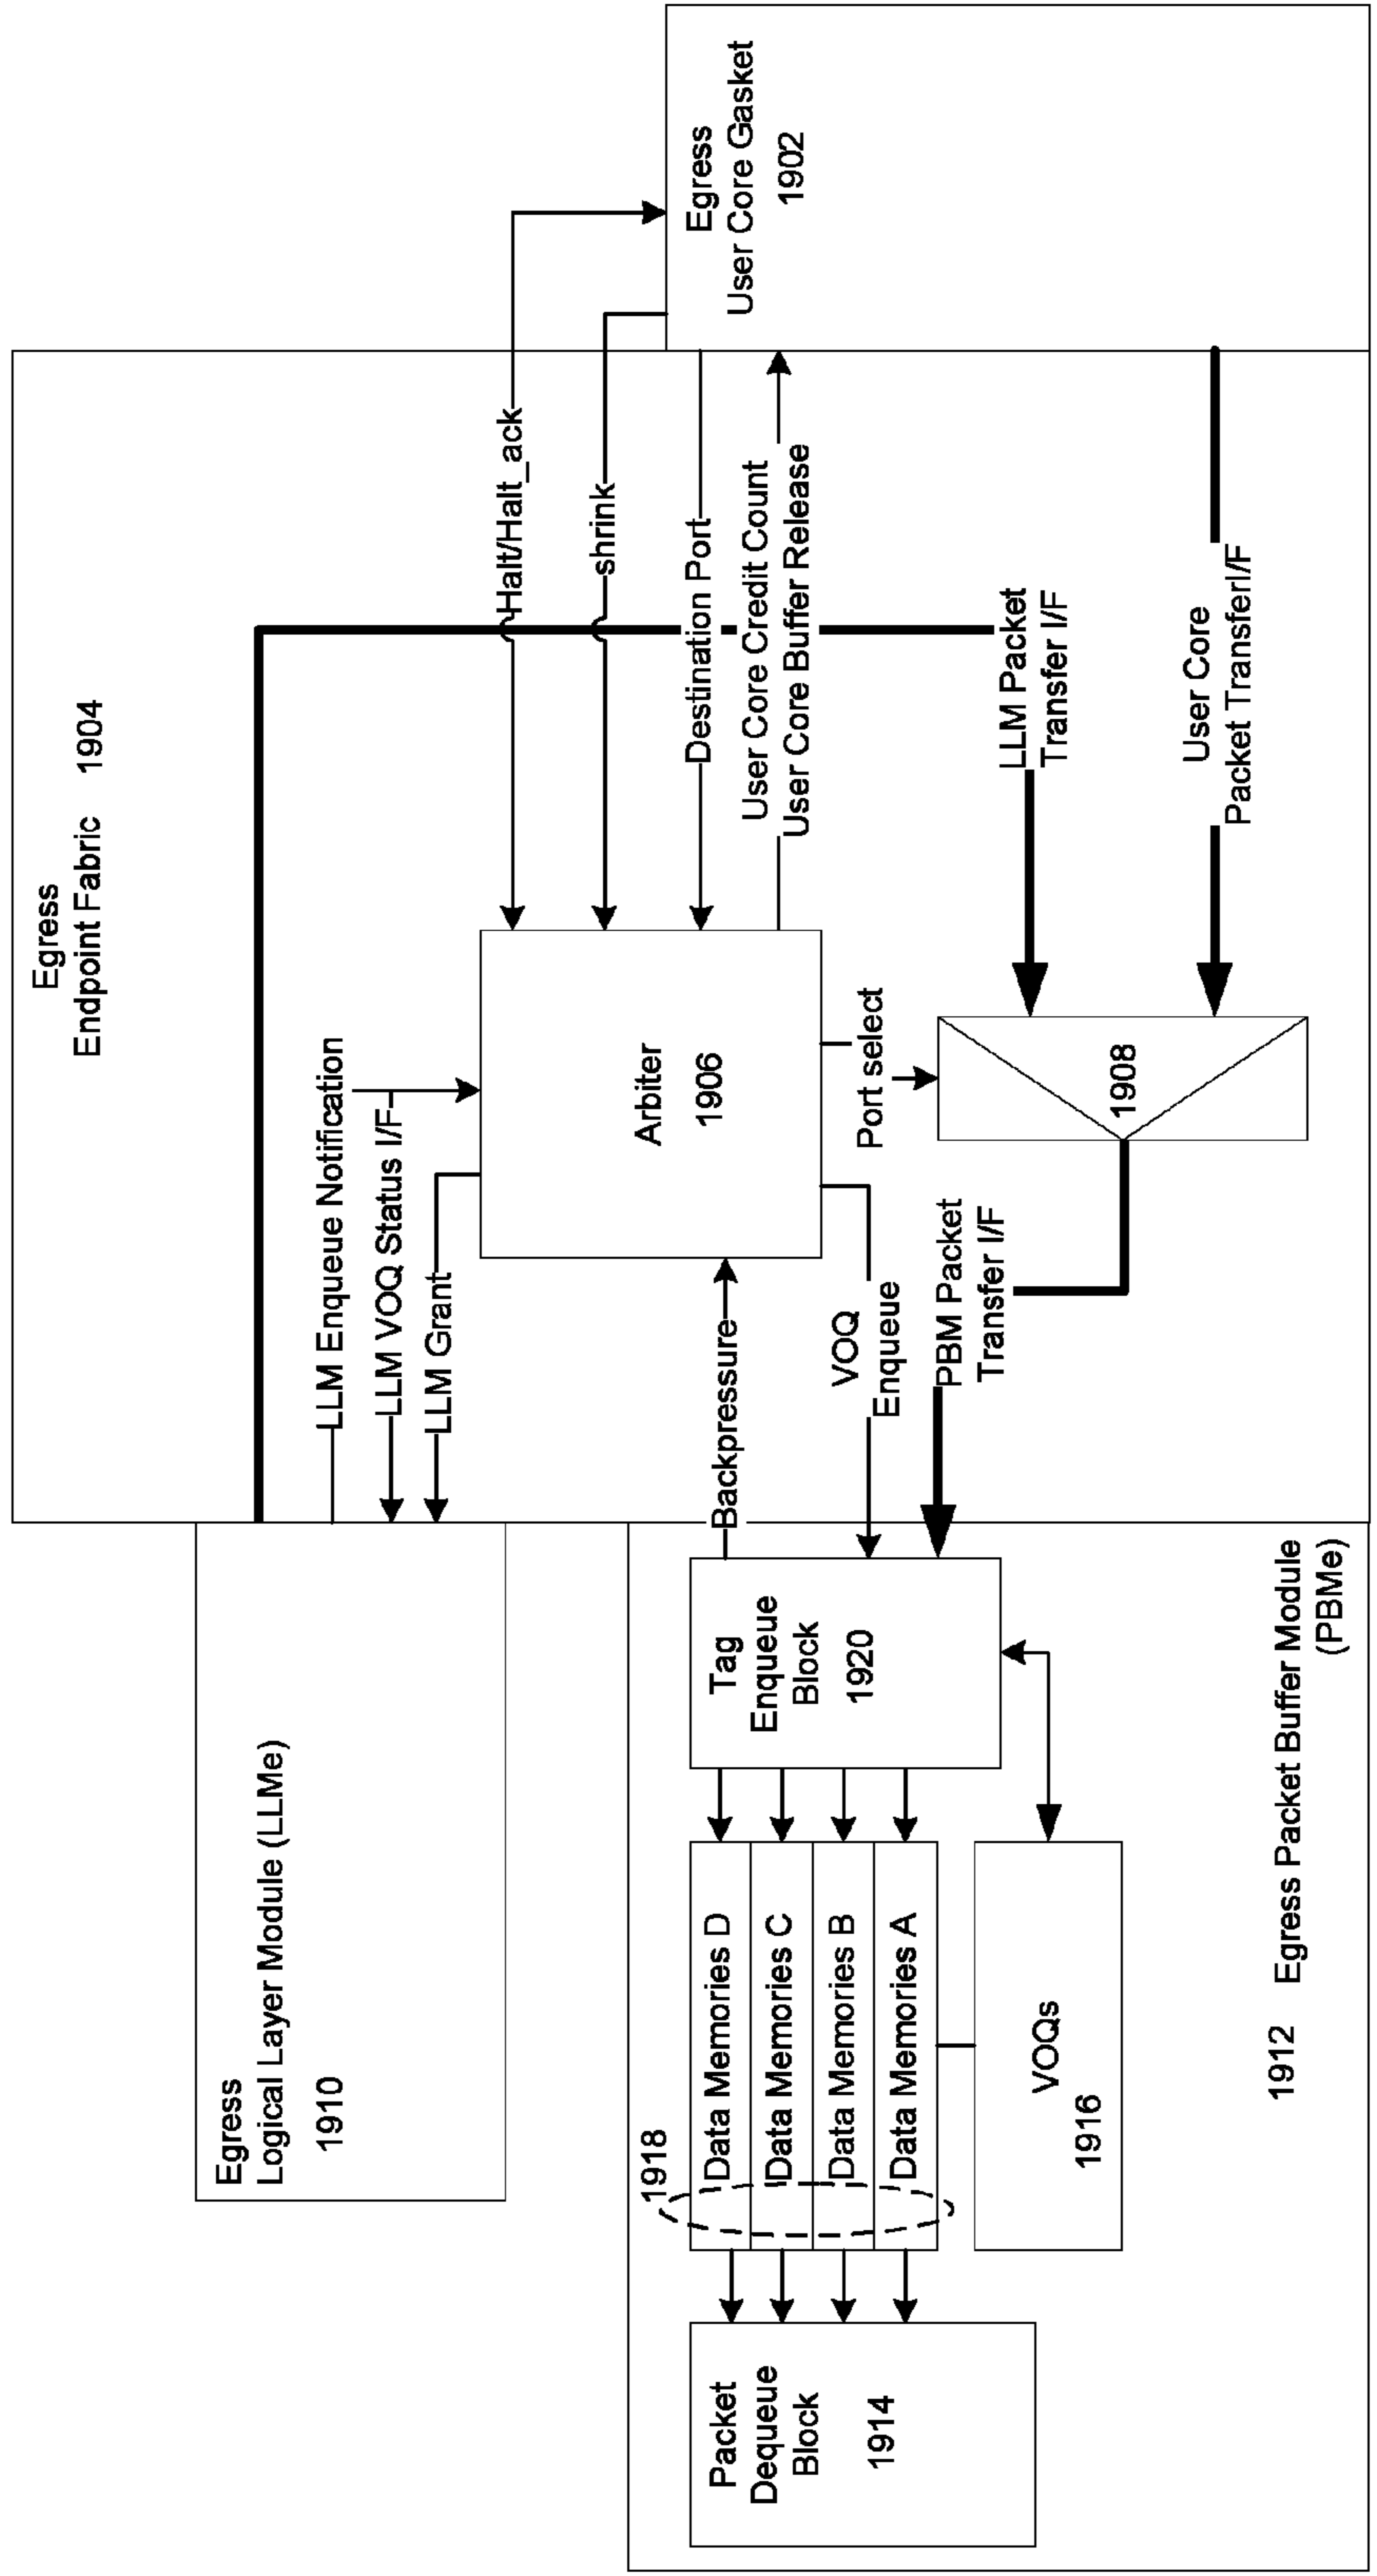 Egress
Logical Layer Module (LLMe)
1910
Egress
Endpoint Fabric 1904
LLM Enqueue Notification
LLM VOQ Status I/F
LLM Grant
Halt/Halt_ack
shrink
Destination Port
User Core Credit Count
User Core Buffer Release
Egress
User Core Gasket
1902
Arbiter
1906
Backpressure
VOQ
Enqueue
Port select
PBM Packet
Transfer I/F
1908
LLM Packet
Transfer I/F
User Core
Packet TransferI/F
Packet
Dequeue
Block
1914
1918
Data Memories D
Data Memories C
Data Memories B
Data Memories A
Tag
Enqueue
Block
1920
VOQs
1916
1912 Egress Packet Buffer Module
(PBMe)